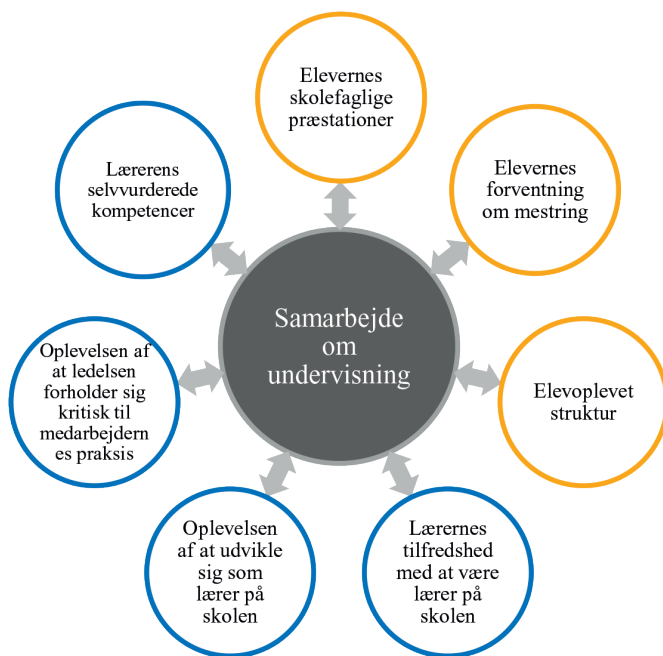 Elevernes
skolefaglige
præstationer
Elevernes
forventning
om mestring
Elevoplevet
struktur
Lærernes
tilfredshed
med at være
lærer på
skolen
Oplevelsen
af at udvikle
sig som
lærer på
skolen
Oplevelsen af
at ledelsen
forholder sig
kritisk til
medarbejdern
es praksis
Lærerens
selvvurderede
kompetencer
Samarbejde
om
undervisning